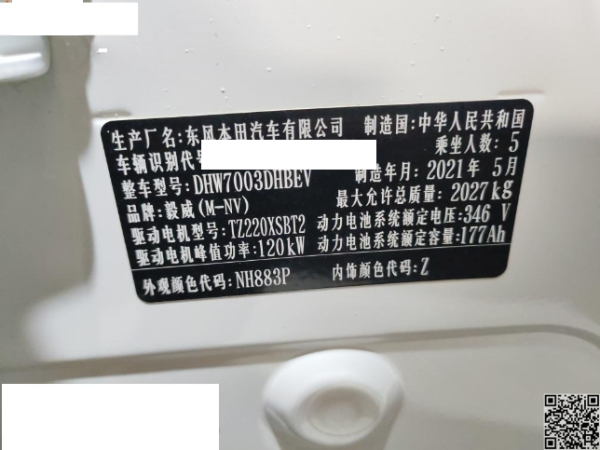 生产厂名:东风本田汽车有限公司 制造国:中华人民共和国
乘坐人数: 5
车辆识别代号
制造年月: 2021年 5月
整车型号: DHW7003DHBEV
最大允许总质量: 2027kg
品牌: 毅威(M-NV)
动力电池系统额定电压:346 V
驱动电机型号: TZ220XSBT2
动力电池系统额定容量:177Ah
驱动电机峰值功率:120kW
外观颜色代码: NH883P 内饰颜色代码: Z